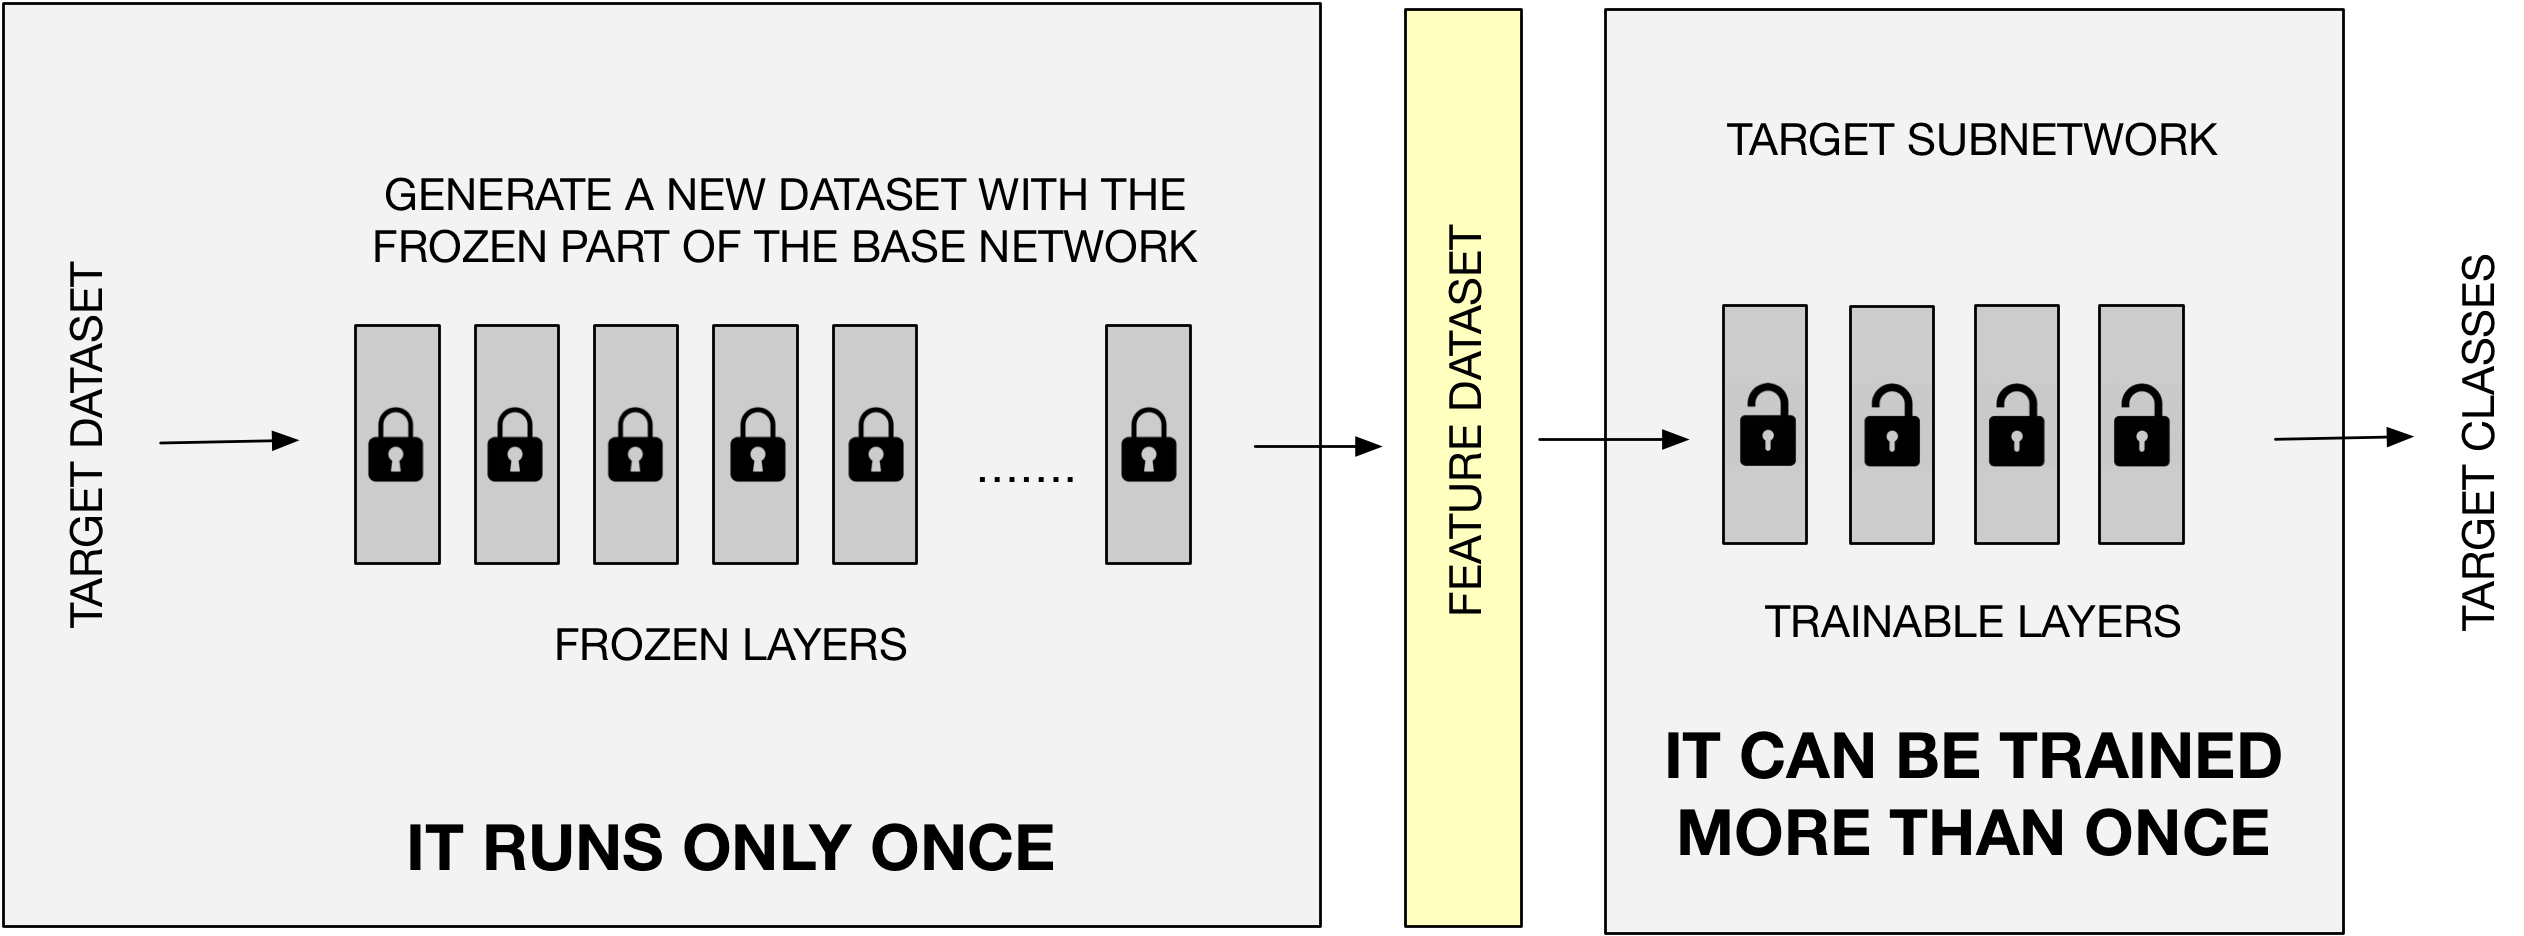 TARGET DATASET
GENERATE A NEW DATASET WITH THE
FROZEN PART OF THE BASE NETWORK
.......
FROZEN LAYERS
IT RUNS ONLY ONCE
FEATURE DATASET
TARGET SUBNETWORK
TRAINABLE LAYERS
IT CAN BE TRAINED
MORE THAN ONCE
TARGET CLASSES